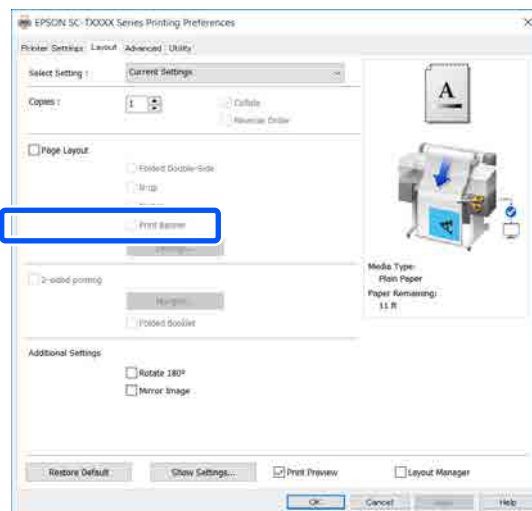 EPSON SC-TXXXX Series Printing Preferences
Printer Settings Layout Advanced Utility
Select Setting : Current Settings
Copies : 1 Collate
Reverse Order
Page Layout
Folded Double-Side
N-up
Print Banner
Settings...
2-sided printing
Margins...
Folded Booklet
Additional Settings
Rotate 180º
Mirror Image
A
Media Type:
Plain Paper
Paper Remaining:
11 ft
Restore Default Show Settings... Print Preview Layout Manager
OK Cancel Apply Help